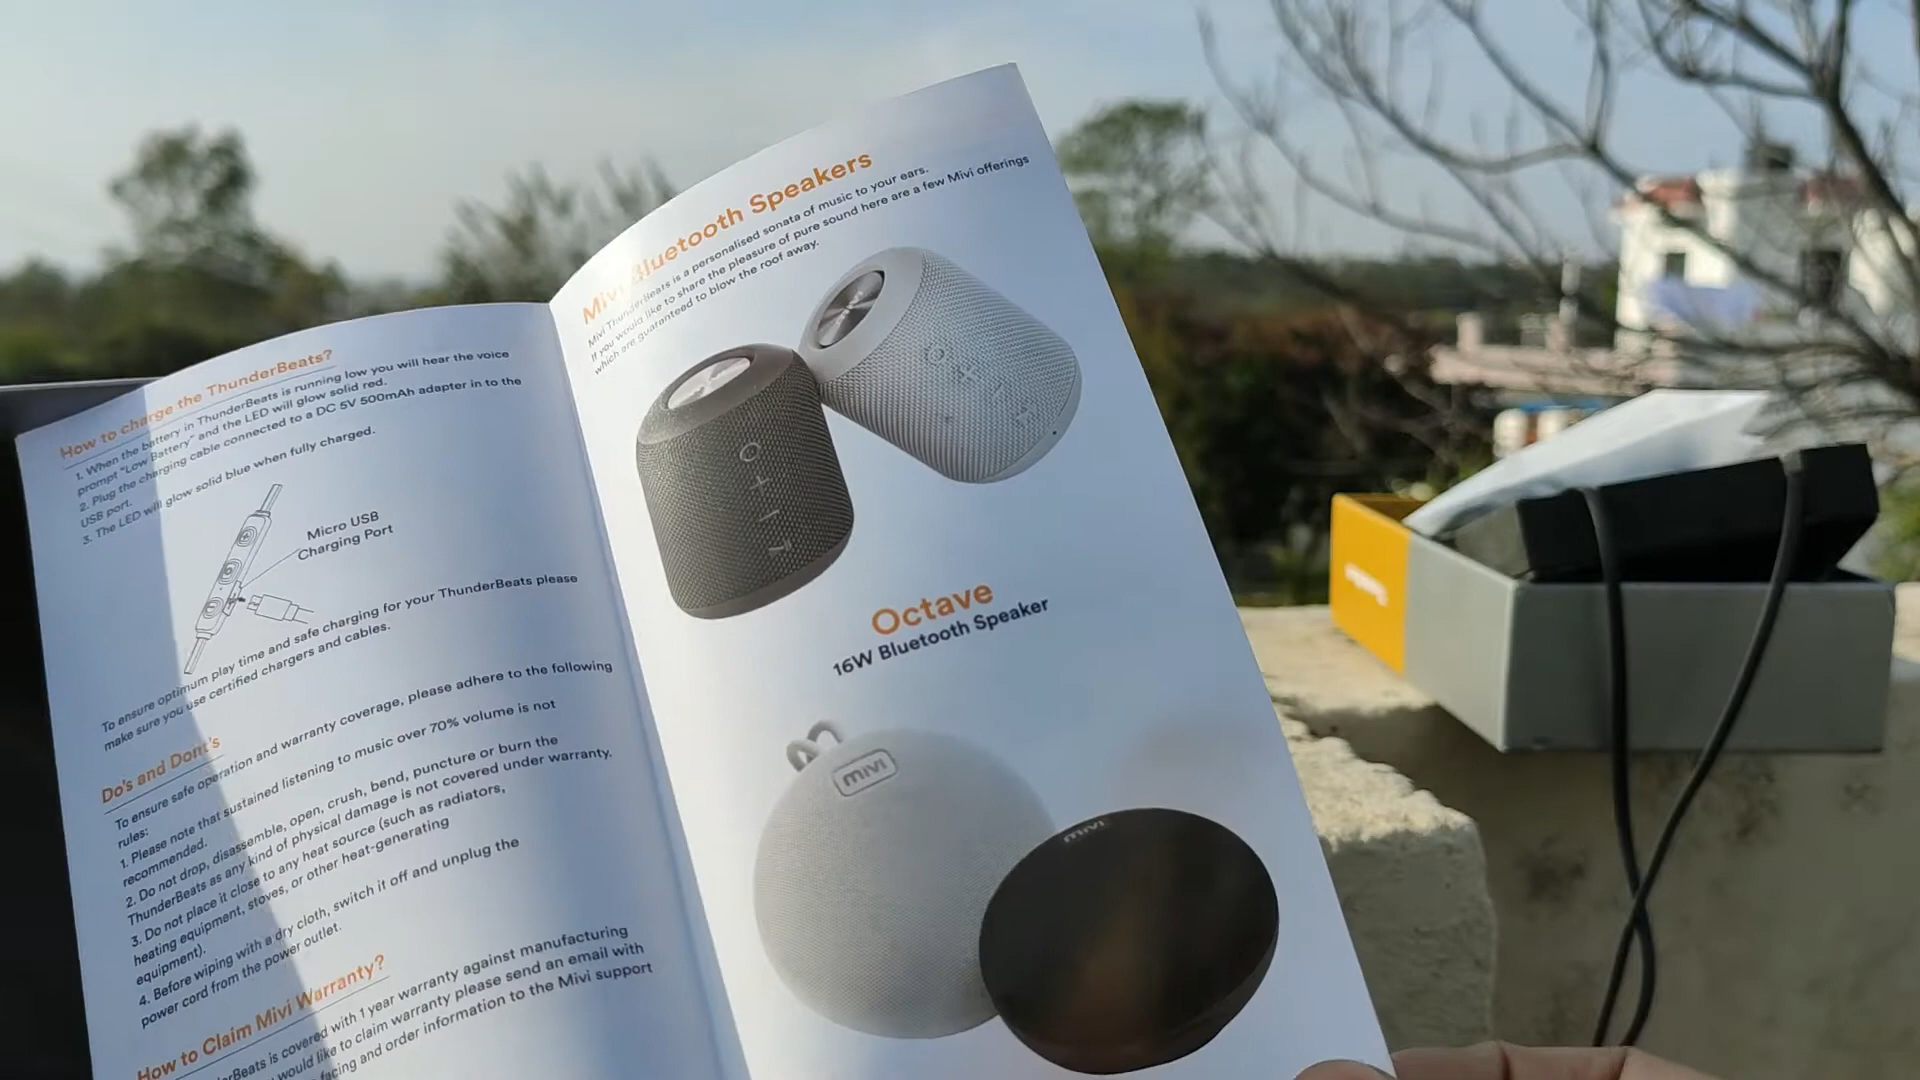 How to charge the ThunderBeats?
1. When the battery in ThunderBeats is running low you will hear the voice
prompt "Low Battery" and the LED will glow solid red.
2. Plug the charging cable connected to a DC 5V 500mAh adapter in to the
USB port.
3. The LED will glow solid blue when fully charged.
Micro USB
Charging Port
To ensure optimum play time and safe charging for your ThunderBeats please
make sure you use certified chargers and cables.
Do's and Dont's
To ensure safe operation and warranty coverage, please adhere to the following
rules:
1. Please note that sustained listening to music over 70% volume is not
recommended.
2. Do not drop, disassemble, open, crush, bend, puncture or burn the
ThunderBeats as any kind of physical damage is not covered under warranty.
3. Do not place it close to any heat source (such as radiators,
heating equipment, stoves, or other heat-generating
equipment).
4. Before wiping with a dry cloth, switch it off and unplug the
power cord from the power outlet.
How to Claim Mivi Warranty?
is covered with 1 year warranty against manufacturing
would like to claim warranty please send an email with
facing and order information to the Mivi support
Mivi Bluetooth Speakers
Mivi ThunderBeats is a personalised sonata of music to your ears.
If you would like to share the pleasure of pure sound here are a few Mivi offerings
which are guaranteed to blow the roof away.
Octave
16W Bluetooth Speaker
mivi
mivi